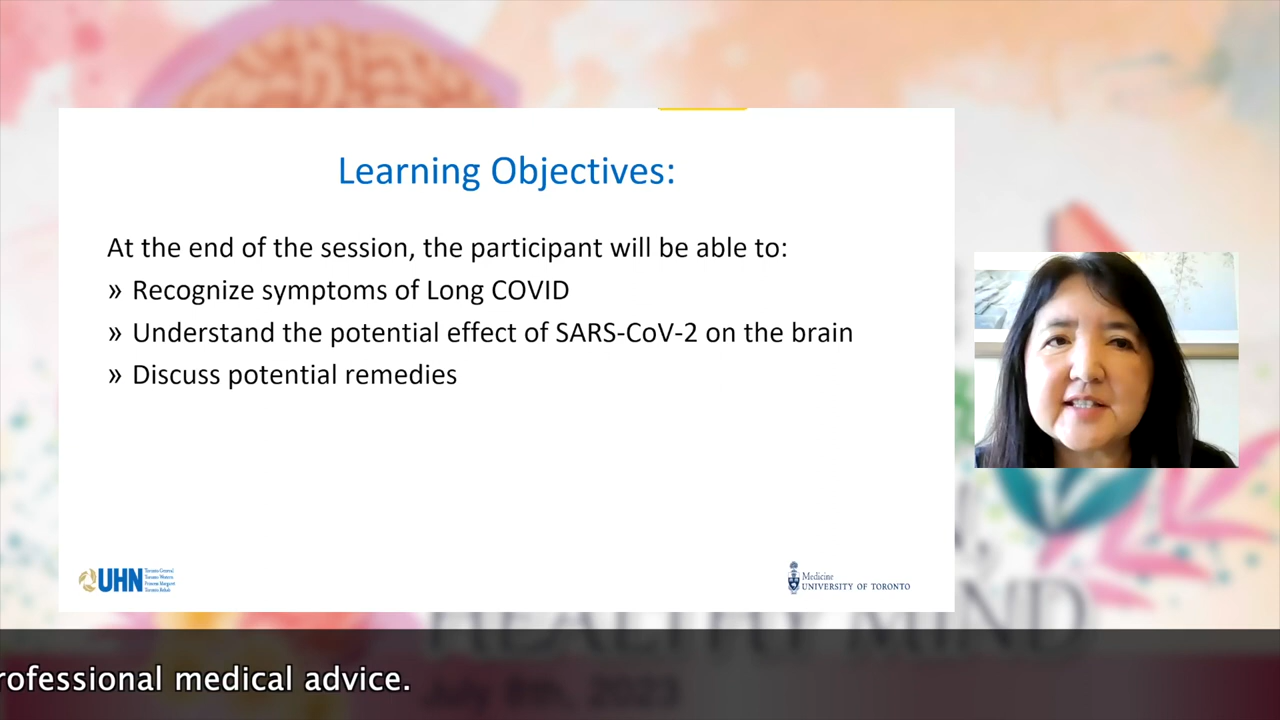 Learning Objectives:
At the end of the session, the participant will be able to:
» Recognize symptoms of Long COVID
» Understand the potential effect of SARS-CoV-2 on the brain
» Discuss potential remedies
UHN
Toronto General
Toronto Western
Princess Margaret
Toronto Rehab
Medicine
UNIVERSITY OF TORONTO
HEALTHY MIND
rofessional medical advice.
July 8th, 2023